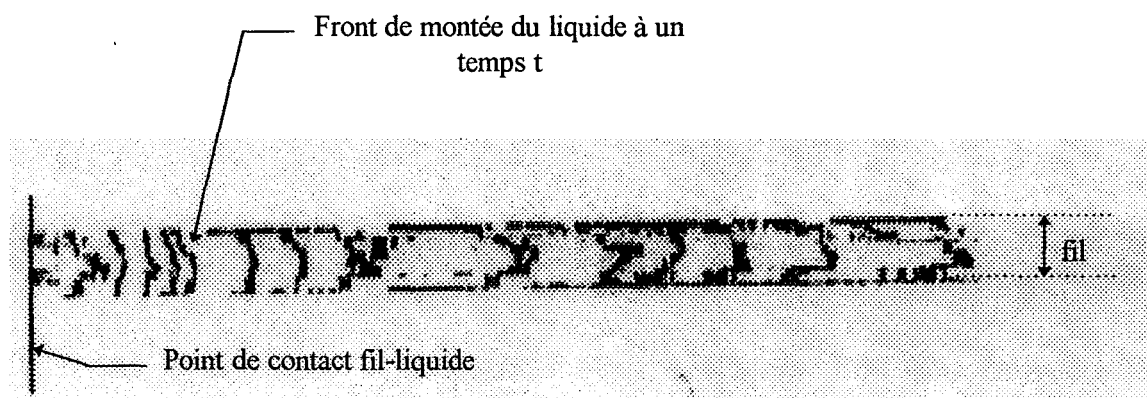 Front de montée du liquide à un
temps t
fil
Point de contact fil-liquide